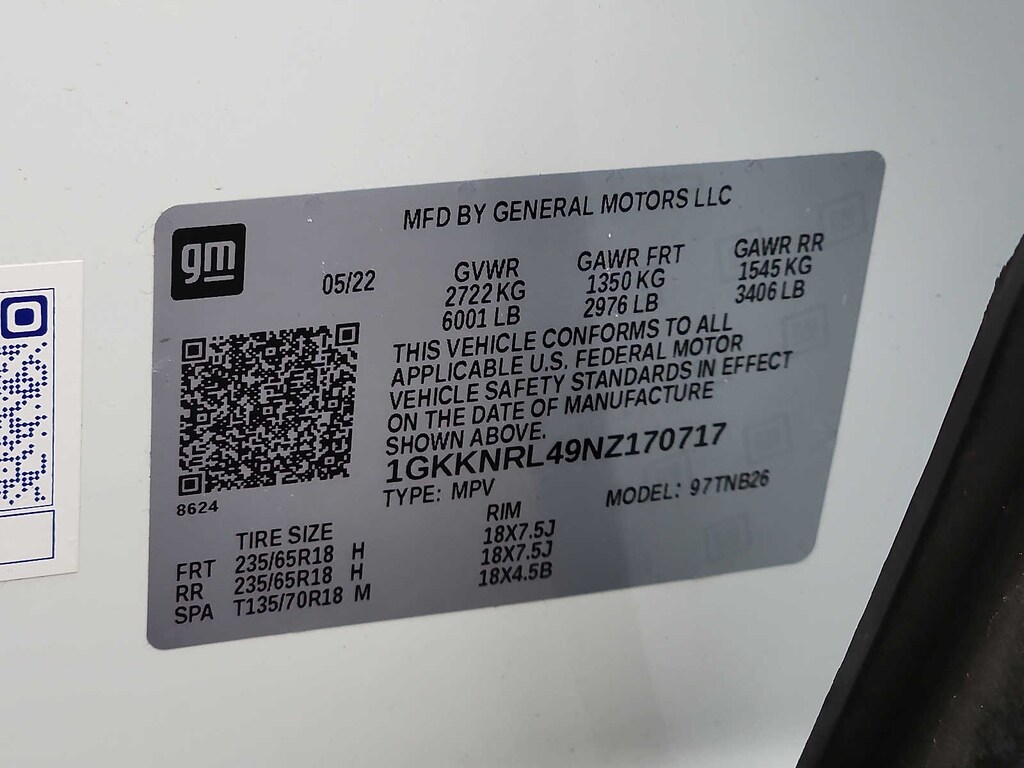 MFD BY GENERAL MOTORS LLC
gm
05/22
GVWR
2722 KG
6001 LB
GAWR FRT
1350 KG
2976 LB
GAWR RR
1545 KG
3406 LB
THIS VEHICLE CONFORMS TO ALL
APPLICABLE U.S. FEDERAL MOTOR
VEHICLE SAFETY STANDARDS IN EFFECT
ON THE DATE OF MANUFACTURE
SHOWN ABOVE.
1GKKNRL49NZ170717
TYPE: MPV MODEL: 97TNB26
8624
TIRE SIZE RIM
FRT 235/65R18 H 18X7.5J
RR 235/65R18 H 18X7.5J
SPA T135/70R18 M 18X4.5B